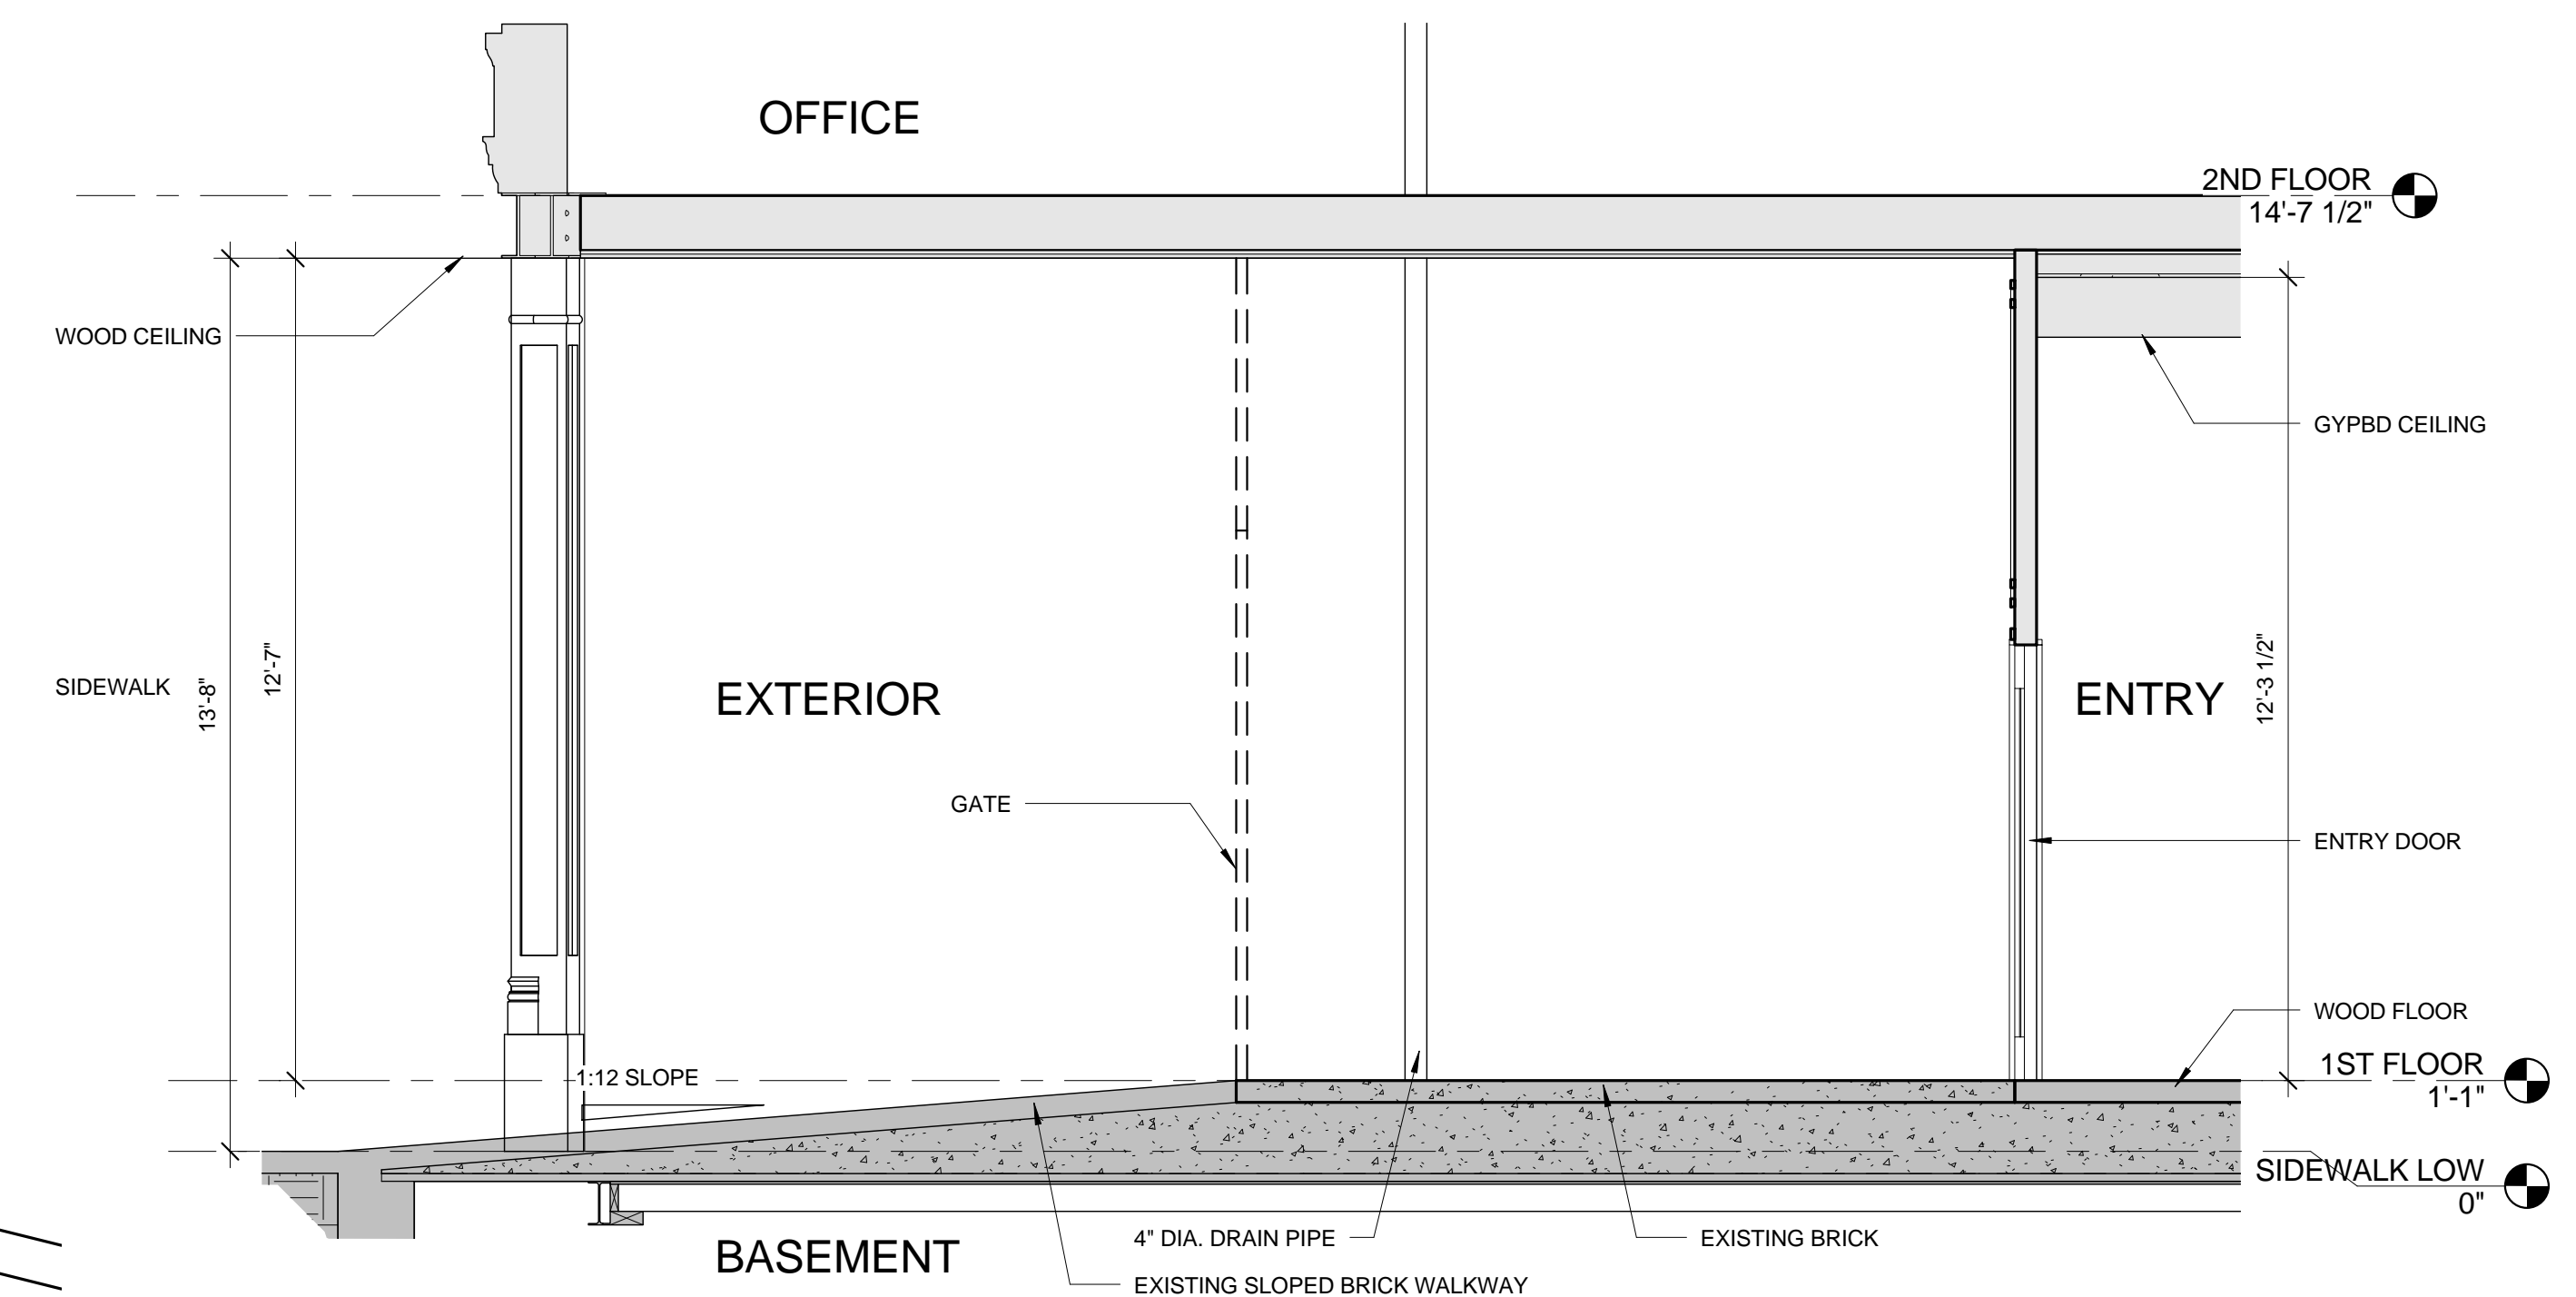 OFFICE
2ND FLOOR
14'-7 1/2"
WOOD CEILING
GYPBD CEILING
SIDEWALK
13'-8"
12'-7"
EXTERIOR
ENTRY
12'-3 1/2"
GATE
ENTRY DOOR
WOOD FLOOR
1:12 SLOPE
1ST FLOOR
1'-1"
SIDEWALK LOW
0"
4" DIA. DRAIN PIPE
EXISTING BRICK
BASEMENT
EXISTING SLOPED BRICK WALKWAY